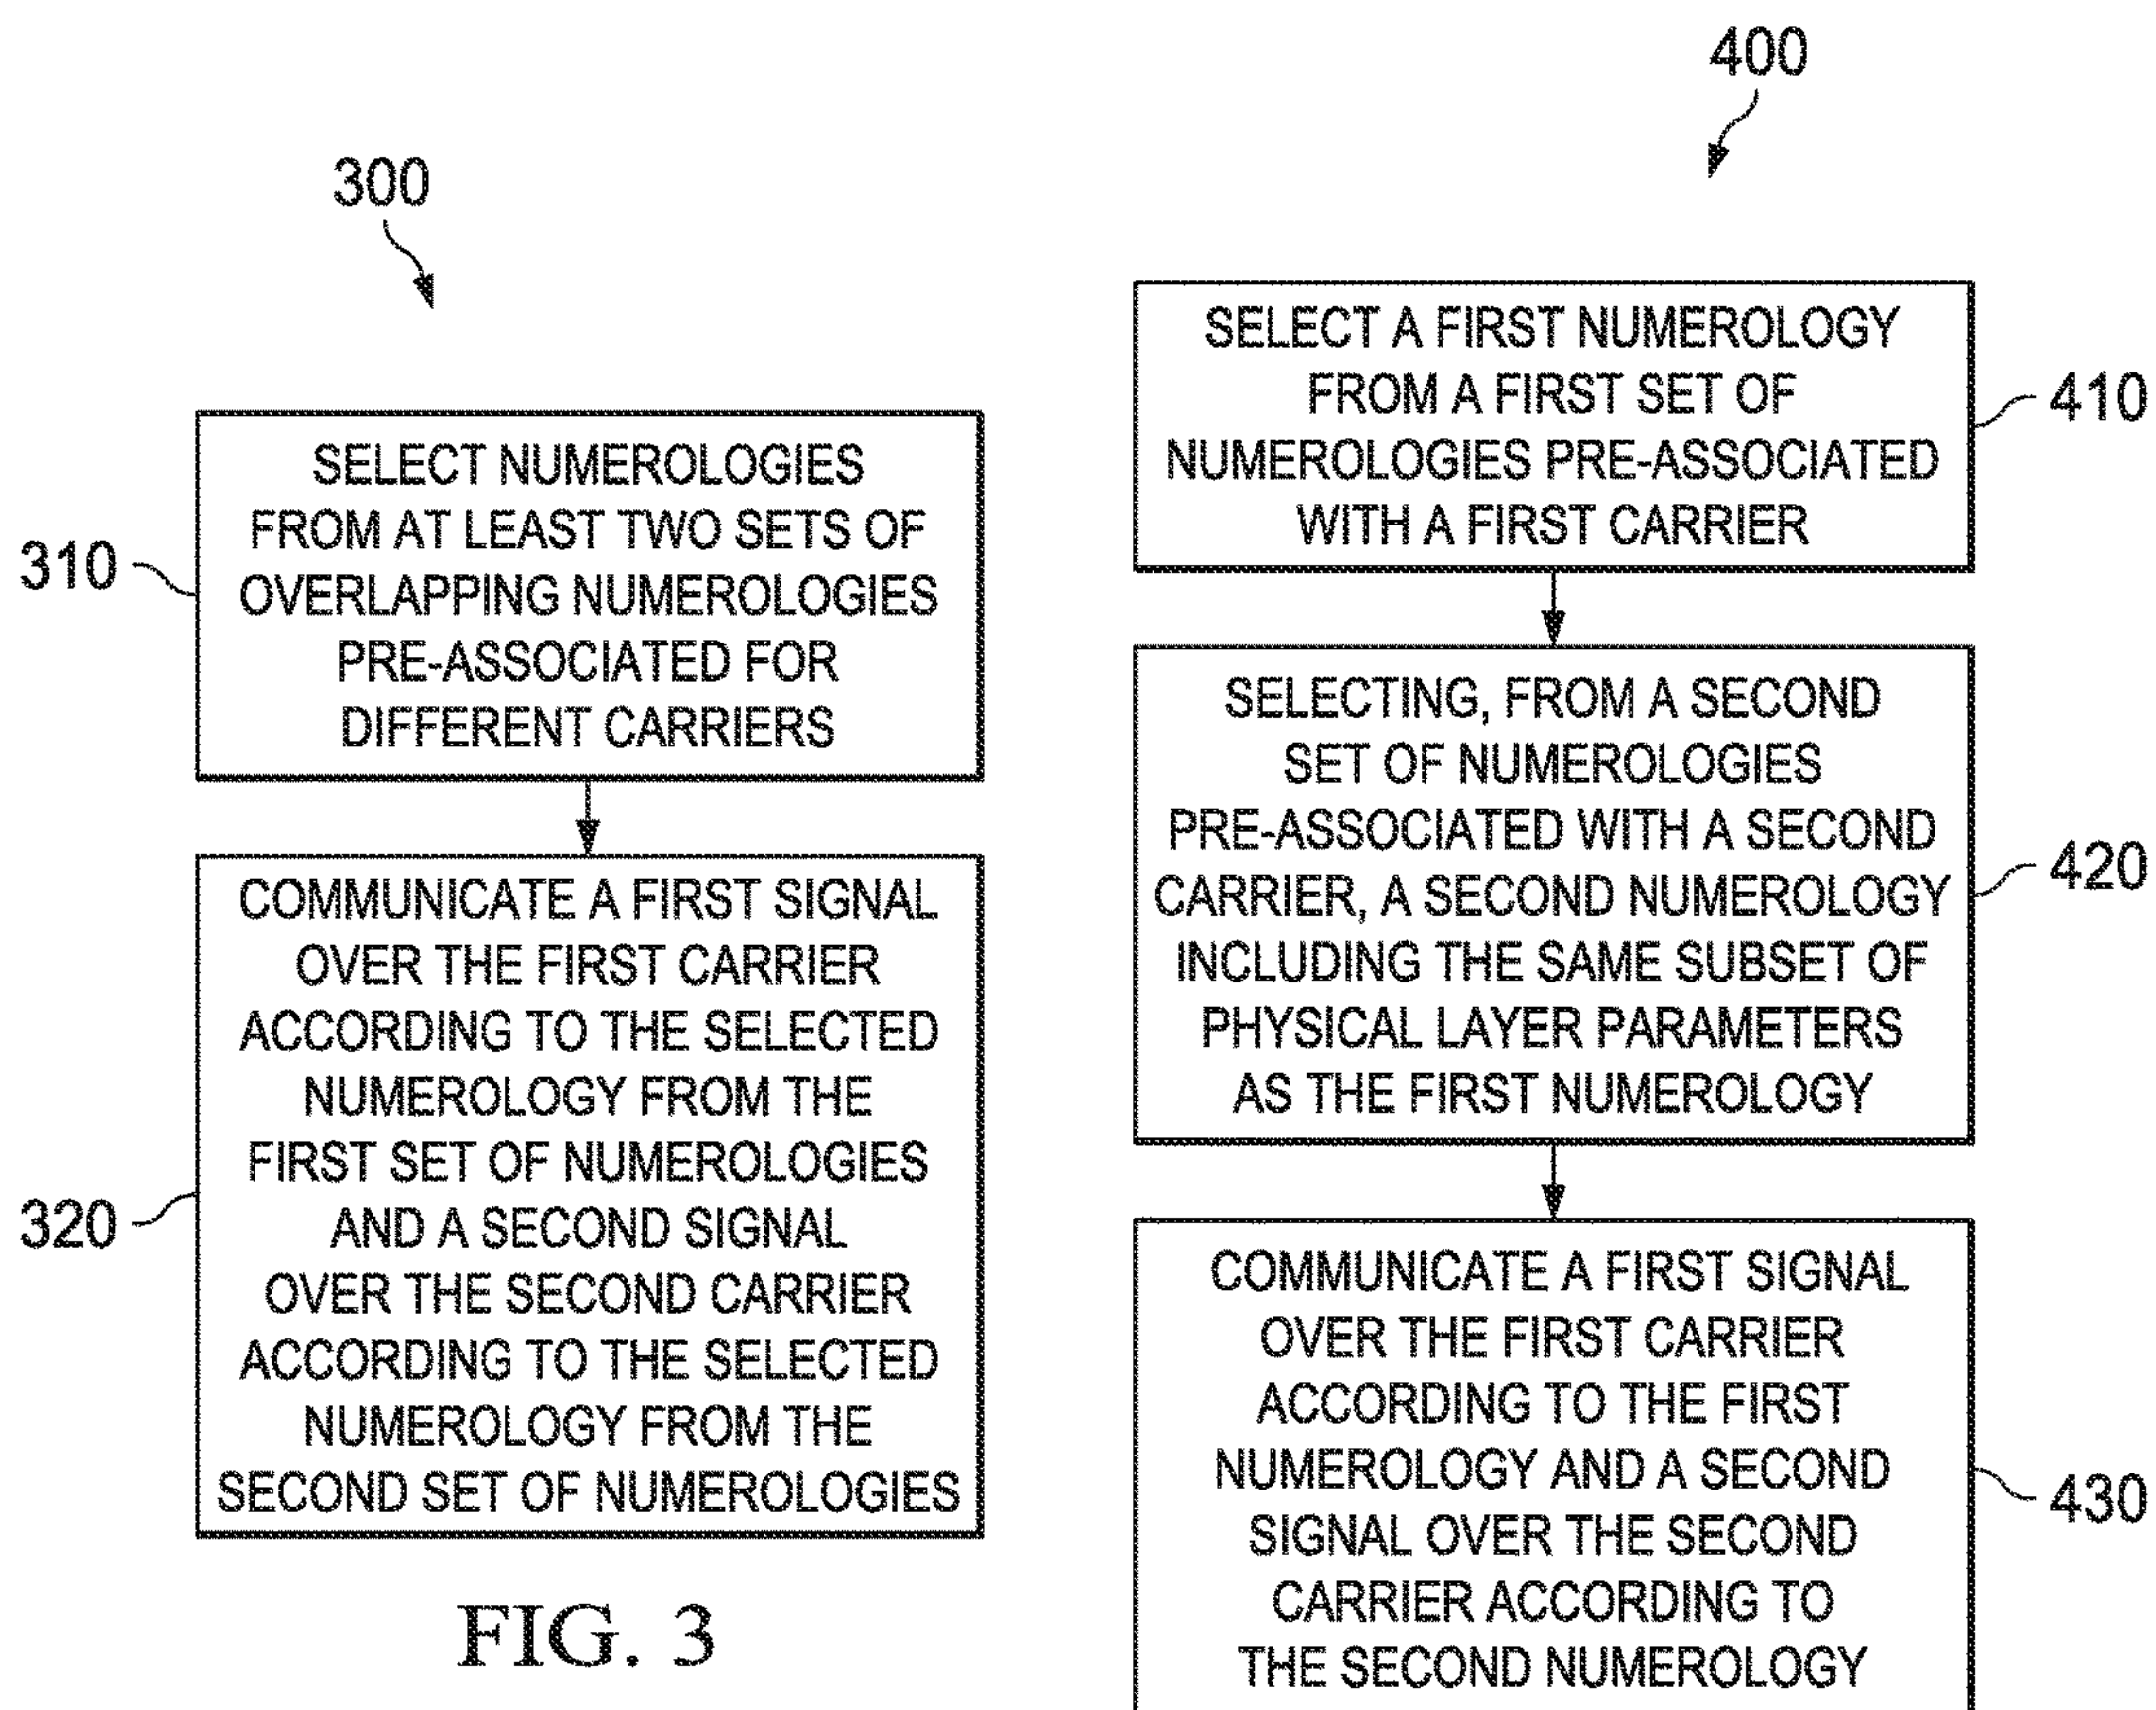 300
310
SELECT NUMEROLOGIES
FROM AT LEAST TWO SETS OF
OVERLAPPING NUMEROLOGIES
PRE-ASSOCIATED FOR
DIFFERENT CARRIERS
320
COMMUNICATE A FIRST SIGNAL
OVER THE FIRST CARRIER
ACCORDING TO THE SELECTED
NUMEROLOGY FROM THE
FIRST SET OF NUMEROLOGIES
AND A SECOND SIGNAL
OVER THE SECOND CARRIER
ACCORDING TO THE SELECTED
NUMEROLOGY FROM THE
SECOND SET OF NUMEROLOGIES
FIG. 3
400
SELECT A FIRST NUMEROLOGY
FROM A FIRST SET OF
NUMEROLOGIES PRE-ASSOCIATED
WITH A FIRST CARRIER
410
SELECTING, FROM A SECOND
SET OF NUMEROLOGIES
PRE-ASSOCIATED WITH A SECOND
CARRIER, A SECOND NUMEROLOGY
INCLUDING THE SAME SUBSET OF
PHYSICAL LAYER PARAMETERS
AS THE FIRST NUMEROLOGY
420
COMMUNICATE A FIRST SIGNAL
OVER THE FIRST CARRIER
ACCORDING TO THE FIRST
NUMEROLOGY AND A SECOND
SIGNAL OVER THE SECOND
CARRIER ACCORDING TO
THE SECOND NUMEROLOGY
430